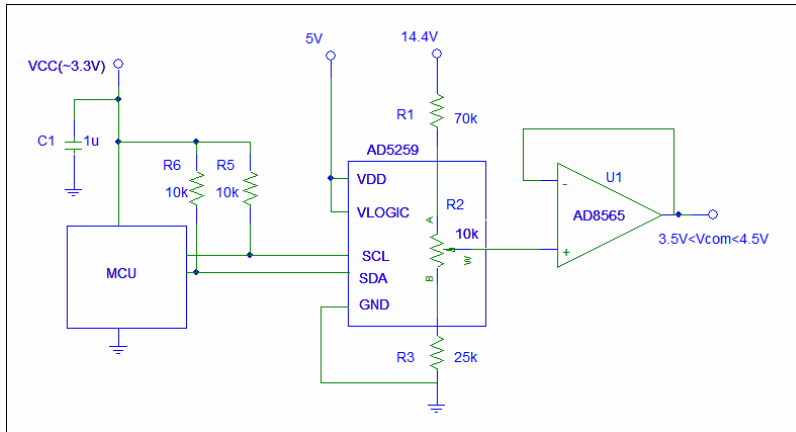 VCC(~3.3V)
5V
14.4V
C1
1u
R6
10k
R5
10k
R1
70k
AD5259
VDD
VLOGIC
SCL
SDA
GND
MCU
R2
10k
A
B
W
R3
25k
U1
-
+
AD8565
3.5V<Vcom<4.5V